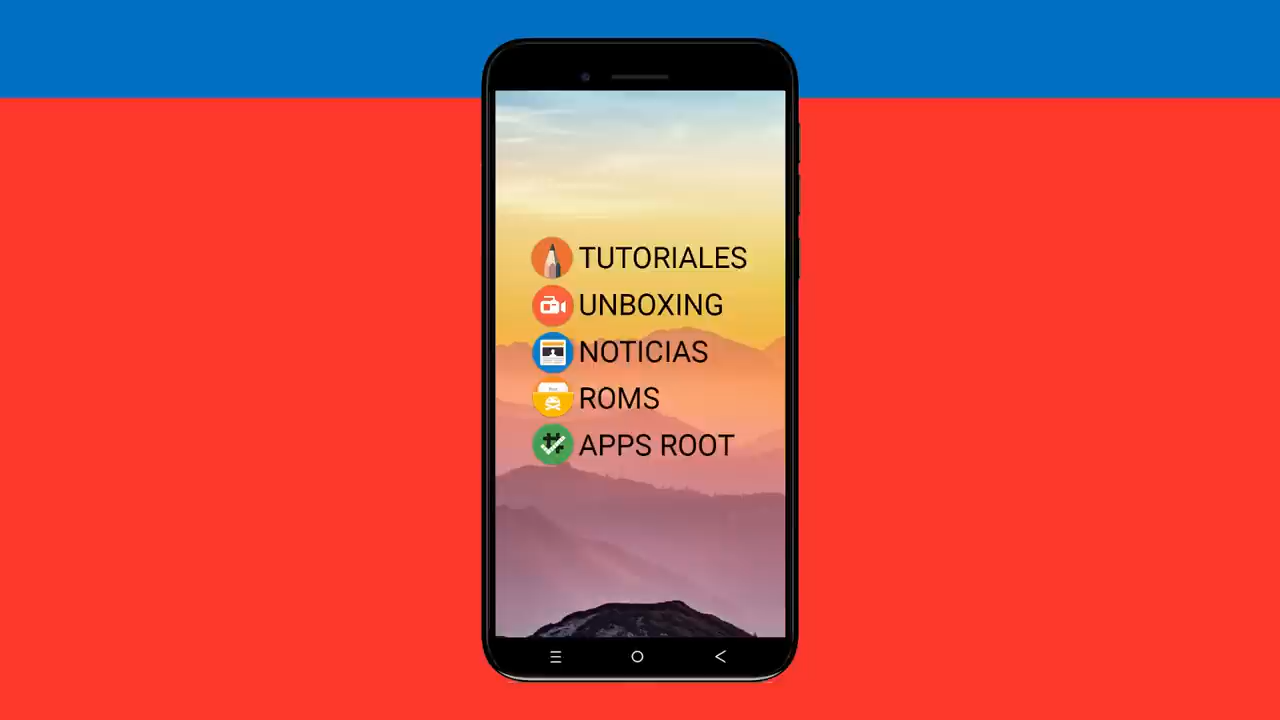 TUTORIALES
UNBOXING
NOTICIAS
ROMS
APPS ROOT